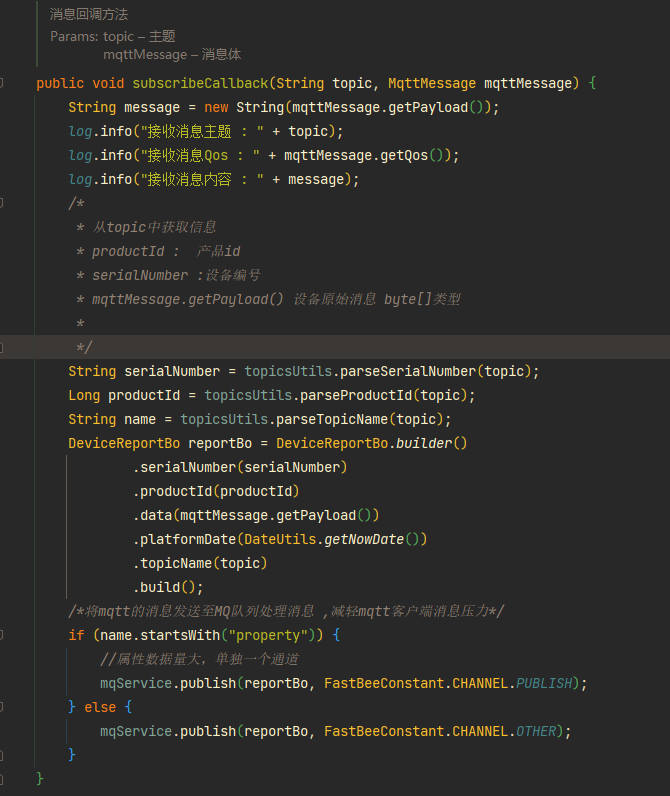 消息回调方法
Params: topic – 主题
mqttMessage – 消息体
public void subscribeCallback(String topic, MqttMessage mqttMessage) {
String message = new String(mqttMessage.getPayload());
log.info("接收消息主题 : " + topic);
log.info("接收消息Qos : " + mqttMessage.getQos());
log.info("接收消息内容 : " + message);
/*
* 从topic中获取信息
* productId :  产品id
* serialNumber :设备编号
* mqttMessage.getPayload() 设备原始消息 byte[]类型
*
*/
String serialNumber = topicsUtils.parseSerialNumber(topic);
Long productId = topicsUtils.parseProductId(topic);
String name = topicsUtils.parseTopicName(topic);
DeviceReportBo reportBo = DeviceReportBo.builder()
.serialNumber(serialNumber)
.productId(productId)
.data(mqttMessage.getPayload())
.platformDate(DateUtils.getNowDate())
.topicName(topic)
.build();
/*将mqtt的消息发送至MQ队列处理消息 ,减轻mqtt客户端消息压力*/
if (name.startsWith("property")) {
//属性数据量大，单独一个通道
mqService.publish(reportBo, FastBeeConstant.CHANNEL.PUBLISH);
} else {
mqService.publish(reportBo, FastBeeConstant.CHANNEL.OTHER);
}
}